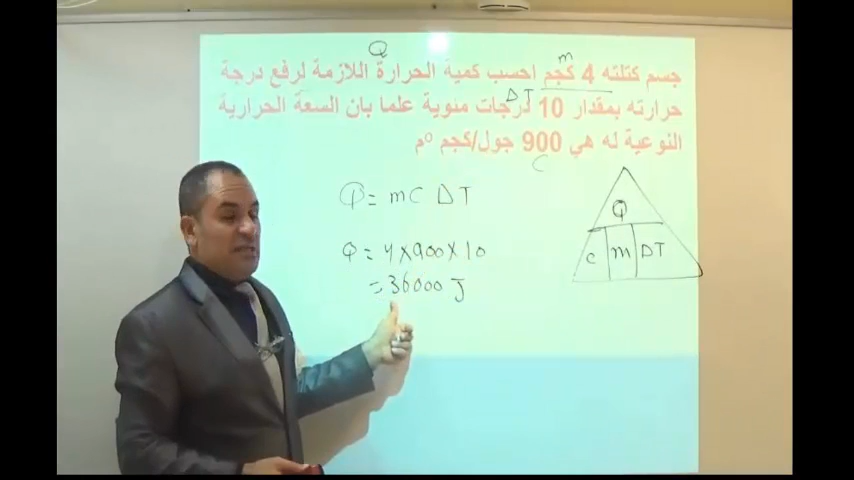 Q
m
جسم كتلته 4 كجم احسب كمية الحرارة اللازمة لرفع درجة
ΔT
حرارته بمقدار 10 درجات مئوية علما بان السعة الحرارية
النوعية له هي 900 جول/كجم °م
C
Q = mC ΔT
Q = 4×900×10
= 36000 J
Q
C m ΔT